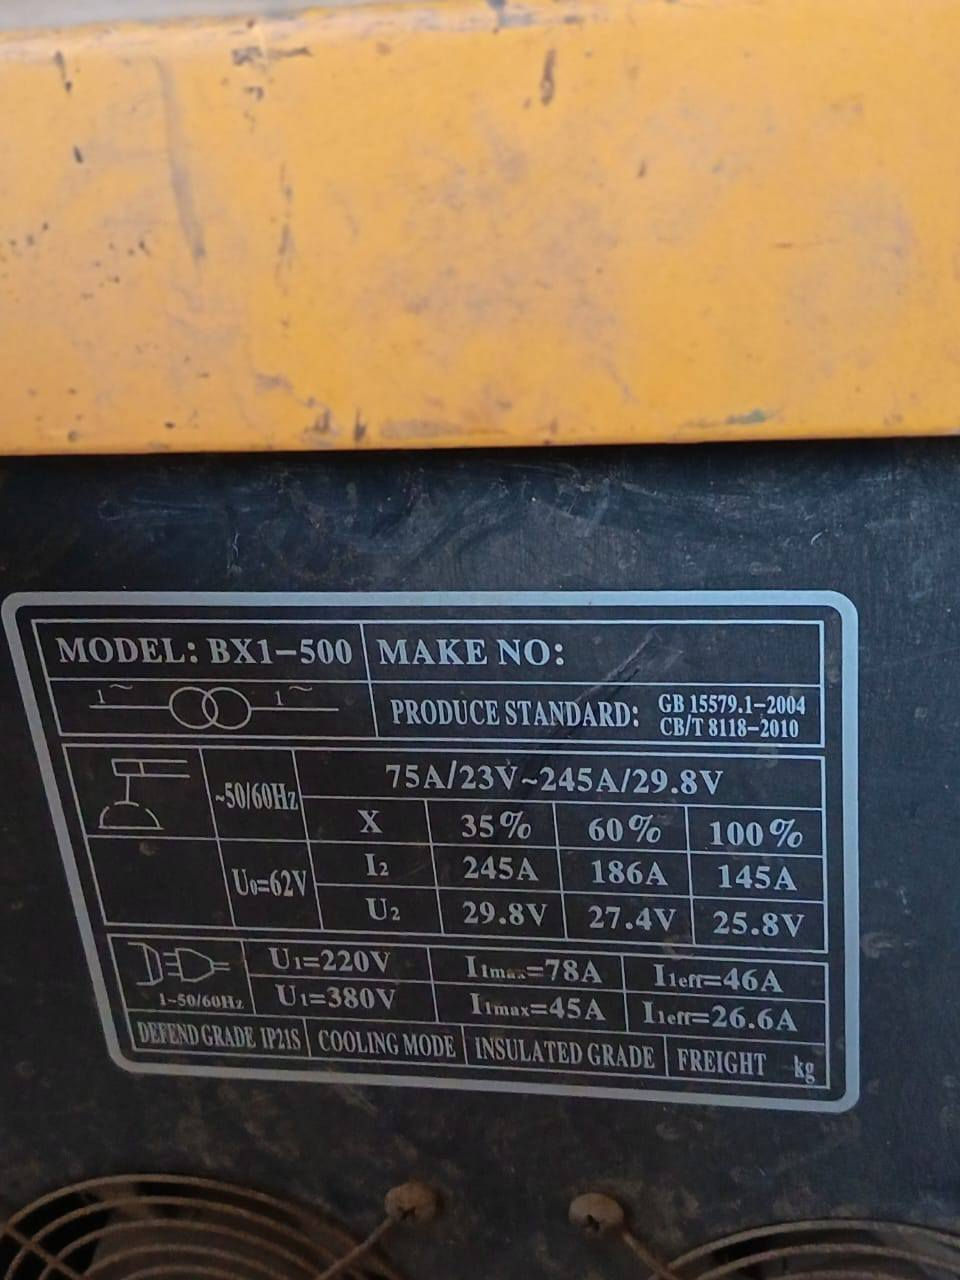 MODEL: BX1-500 MAKE NO:
1~ 1~ PRODUCE STANDARD: GB 15579.1-2004
CB/T 8118-2010
~50/60Hz 75A/23V~245A/29.8V
X 35% 60% 100%
U₀=62V I₂ 245A 186A 145A
U₂ 29.8V 27.4V 25.8V
U₁=220V I₁max=78A I₁eff=46A
1~50/60Hz U₁=380V I₁max=45A I₁eff=26.6A
DEFEND GRADE IP21S COOLING MODE INSULATED GRADE FREIGHT kg